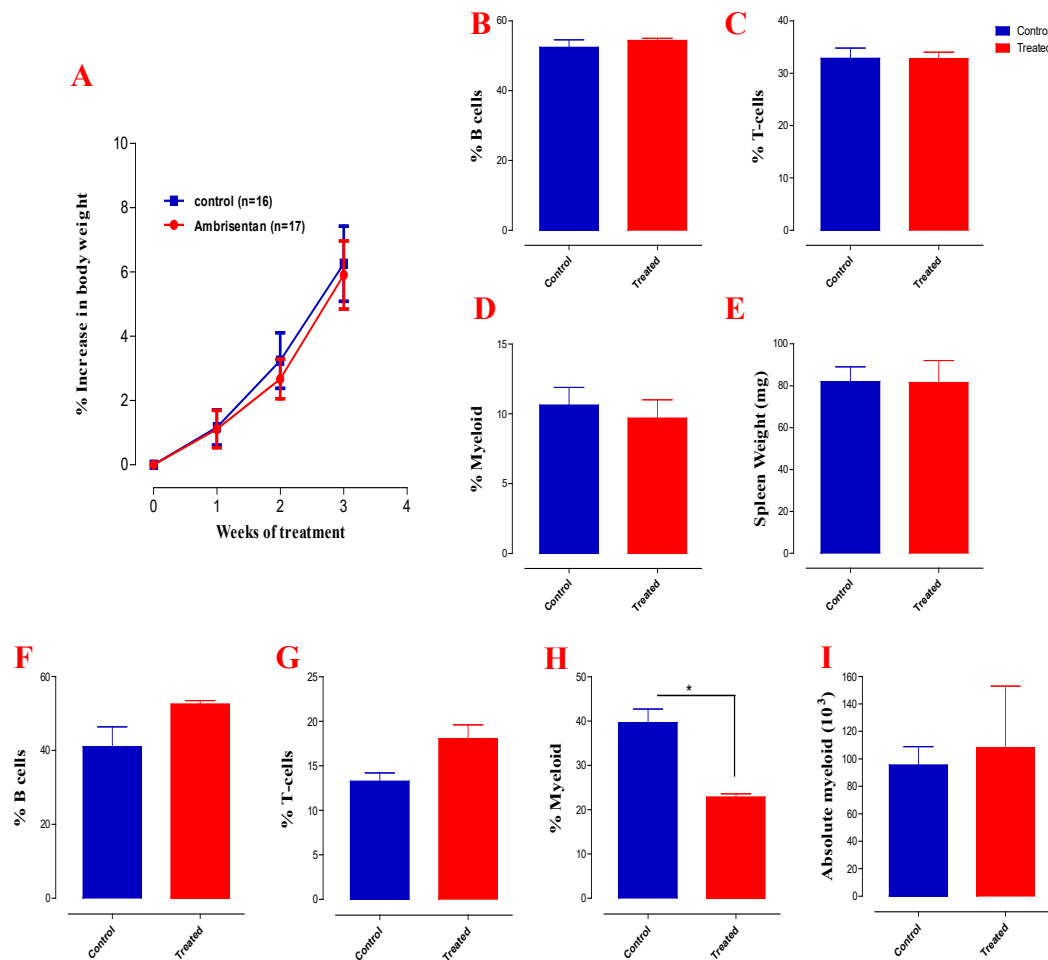 A
% Increase in body weight
10
8
6
4
2
0
control (n=16)
Ambrisentan (n=17)
0 1 2 3 4
Weeks of treatment
B
% B cells
60
40
20
0
Control Treated
C
% T-cells
40
30
20
10
0
Control Treated
Control
Treated
D
% Myeloid
15
10
5
0
Control Treated
E
Spleen Weight (mg)
100
80
60
40
20
0
Control Treated
F
% B cells
60
40
20
0
Control Treated
G
% T-cells
25
20
15
10
5
0
Control Treated
H
% Myeloid
50
40
30
20
10
0
*
Control Treated
I
Absolute myeloid (10³)
160
140
120
100
80
60
40
20
0
Control Treated